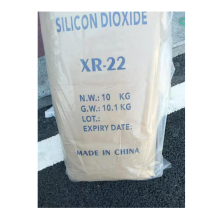 SILICON DIOXIDE
XR-22
N.W.: 10 KG
G.W.: 10.1 KG
LOT.:
EXPIRY DATE:
MADE IN CHINA